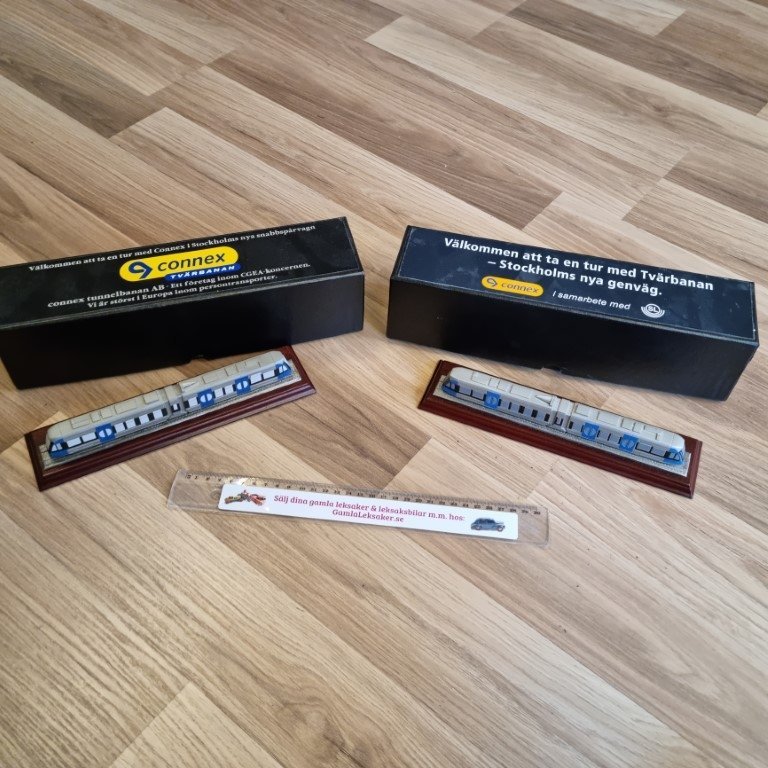 Välkommen att ta en tur med Connex i Stockholms nya snabbspårvagn
connex
TVÄRBANAN
connex tunnelbanan AB · Ett företag inom CGEA-koncernen.
Vi är störst i Europa inom persontransporter.
Välkommen att ta en tur med Tvärbanan
– Stockholms nya genväg.
connex i samarbete med SL
Sälj dina gamla leksaker & leksaksbilar m.m. hos:
GamlaLeksaker.se